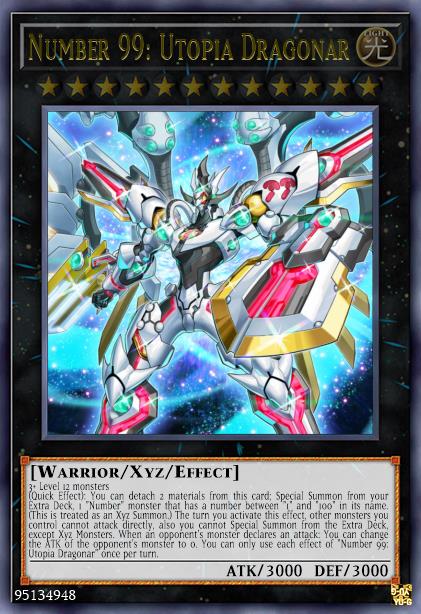 Number 99: Utopia Dragonar
LIGHT
光
99
[Warrior/Xyz/Effect]
3+ Level 12 monsters
(Quick Effect): You can detach 2 materials from this card; Special Summon from your
Extra Deck, 1 "Number" monster that has a number between "1" and "100" in its name.
(This is treated as an Xyz Summon.) The turn you activate this effect, other monsters you
control cannot attack directly, also you cannot Special Summon from the Extra Deck,
except Xyz Monsters. When an opponent's monster declares an attack: You can change
the ATK of the opponent's monster to 0. You can only use each effect of "Number 99:
Utopia Dragonar" once per turn.
ATK/3000 DEF/3000
95134948